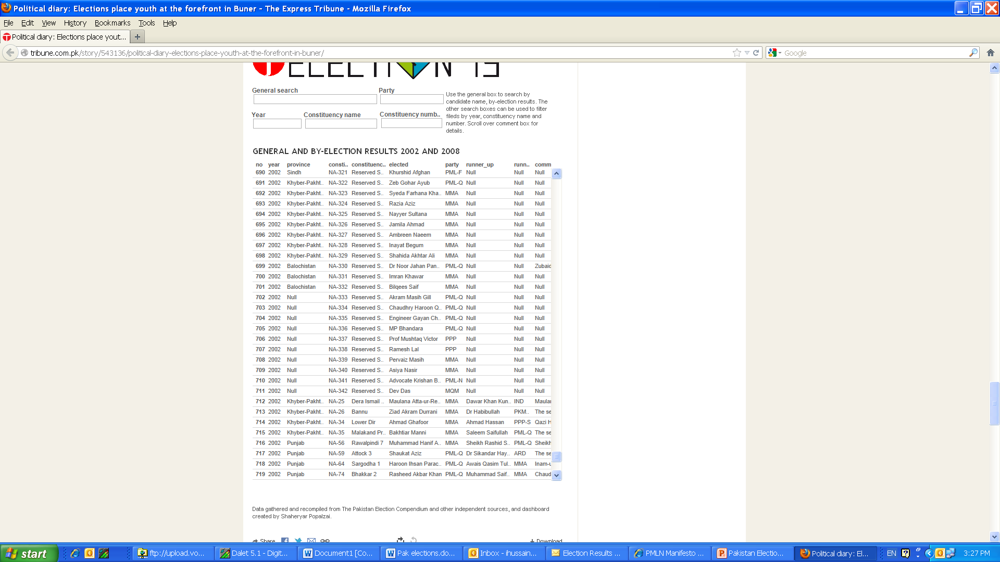 Political diary: Elections place youth at the forefront in Buner - The Express Tribune - Mozilla Firefox
File Edit View History Bookmarks Tools Help
Political diary: Elections place yout...
tribune.com.pk/story/543136/political-diary-elections-place-youth-at-the-forefront-in-buner/
Google
General search Party
Use the general box to search by
candidate name, by-election results. The
other search boxes can be used to filter
fileds by year, constituency name and
number. Scroll over comment box for
details.
Year Constituency name Constituency numb..
GENERAL AND BY-ELECTION RESULTS 2002 AND 2008
no year province consti.. constituenc.. elected party runner_up runn.. comm
690 2002 Sindh NA-321 Reserved S.. Khurshid Afghan PML-F Null Null Null
691 2002 Khyber-Pakht.. NA-322 Reserved S.. Zeb Gohar Ayub PML-Q Null Null Null
692 2002 Khyber-Pakht.. NA-323 Reserved S.. Syeda Farhana Kha.. MMA Null Null Null
693 2002 Khyber-Pakht.. NA-324 Reserved S.. Razia Aziz MMA Null Null Null
694 2002 Khyber-Pakht.. NA-325 Reserved S.. Nayyer Sultana MMA Null Null Null
695 2002 Khyber-Pakht.. NA-326 Reserved S.. Jamila Ahmad MMA Null Null Null
696 2002 Khyber-Pakht.. NA-327 Reserved S.. Ambreen Naeem MMA Null Null Null
697 2002 Khyber-Pakht.. NA-328 Reserved S.. Inayat Begum MMA Null Null Null
698 2002 Khyber-Pakht.. NA-329 Reserved S.. Shahida Akhtar Ali MMA Null Null Null
699 2002 Balochistan NA-330 Reserved S.. Dr Noor Jahan Pan.. PML-Q Null Null Zubaid
700 2002 Balochistan NA-331 Reserved S.. Imran Khawar MMA Null Null Null
701 2002 Balochistan NA-332 Reserved S.. Bilqees Saif MMA Null Null Null
702 2002 Null NA-333 Reserved S.. Akram Masih Gill PML-Q Null Null Null
703 2002 Null NA-334 Reserved S.. Chaudhry Haroon Q.. PML-Q Null Null Null
704 2002 Null NA-335 Reserved S.. Engineer Gayan Ch.. PML-Q Null Null Null
705 2002 Null NA-336 Reserved S.. MP Bhandara PML-Q Null Null Null
706 2002 Null NA-337 Reserved S.. Prof Mushtaq Victor PPP Null Null Null
707 2002 Null NA-338 Reserved S.. Ramesh Lal PPP Null Null Null
708 2002 Null NA-339 Reserved S.. Pervaiz Masih MMA Null Null Null
709 2002 Null NA-340 Reserved S.. Asiya Nasir MMA Null Null Null
710 2002 Null NA-341 Reserved S.. Advocate Krishan B.. PML-N Null Null Null
711 2002 Null NA-342 Reserved S.. Dev Das MQM Null Null Null
712 2002 Khyber-Pakht.. NA-25 Dera Ismail .. Maulana Atta-ur-Re.. MMA Dawar Khan Kun.. IND Maular
713 2002 Khyber-Pakht.. NA-26 Bannu Ziad Akram Durrani MMA Dr Habibullah PKM.. The se
714 2002 Khyber-Pakht.. NA-34 Lower Dir Ahmad Ghafoor MMA Ahmad Hassan PPP-S Qazi H
715 2002 Khyber-Pakht.. NA-35 Malakand Pr.. Bakhtiar Manni MMA Saleem Saifullah PML-Q The se
716 2002 Punjab NA-56 Rawalpindi 7 Muhammad Hanif A.. MMA Sheikh Rashid S.. PML-Q Sheikh
717 2002 Punjab NA-59 Attock 3 Shaukat Aziz PML-Q Dr Sikandar Hay.. ARD The se
718 2002 Punjab NA-64 Sargodha 1 Haroon Ihsan Parac.. PML-Q Awais Qasim Tul.. MMA Inam-u
719 2002 Punjab NA-74 Bhakkar 2 Rasheed Akbar Khan PML-Q Muhammad Saif.. MMA Chaud
Data gathered and recompiled from The Pakistan Election Compendium and other independent sources, and dashboard
created by Shaheryar Popalzai.
Share Download
start ftp://upload.vo... Dalet 5.1 - Digit... Document1 [Co... Pak elections.do... Inbox - ihussain... Election Results ... PMLN Manifesto ... Pakistan Electio... Political diary: El... EN 3:27 PM